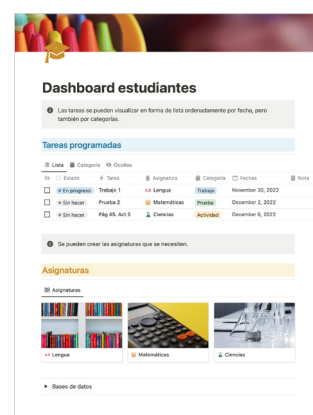 Dashboard estudiantes
Las tareas se pueden visualizar en forma de lista ordenadamente por fecha, pero
también por categorías.
Tareas programadas
Lista Categoría Ocultas
Estado Tarea Asignatura Categoría Fechas Nota
En progreso Trabajo 1 Lengua Trabajo November 30, 2022
Sin hacer Prueba 2 Matemáticas Prueba December 2, 2022
Sin hacer Pág 45. Act 5 Ciencias Actividad December 6, 2022
Se pueden crear las asignaturas que se necesiten.
Asignaturas
Asignaturas
Lengua Matemáticas Ciencias
Bases de datos